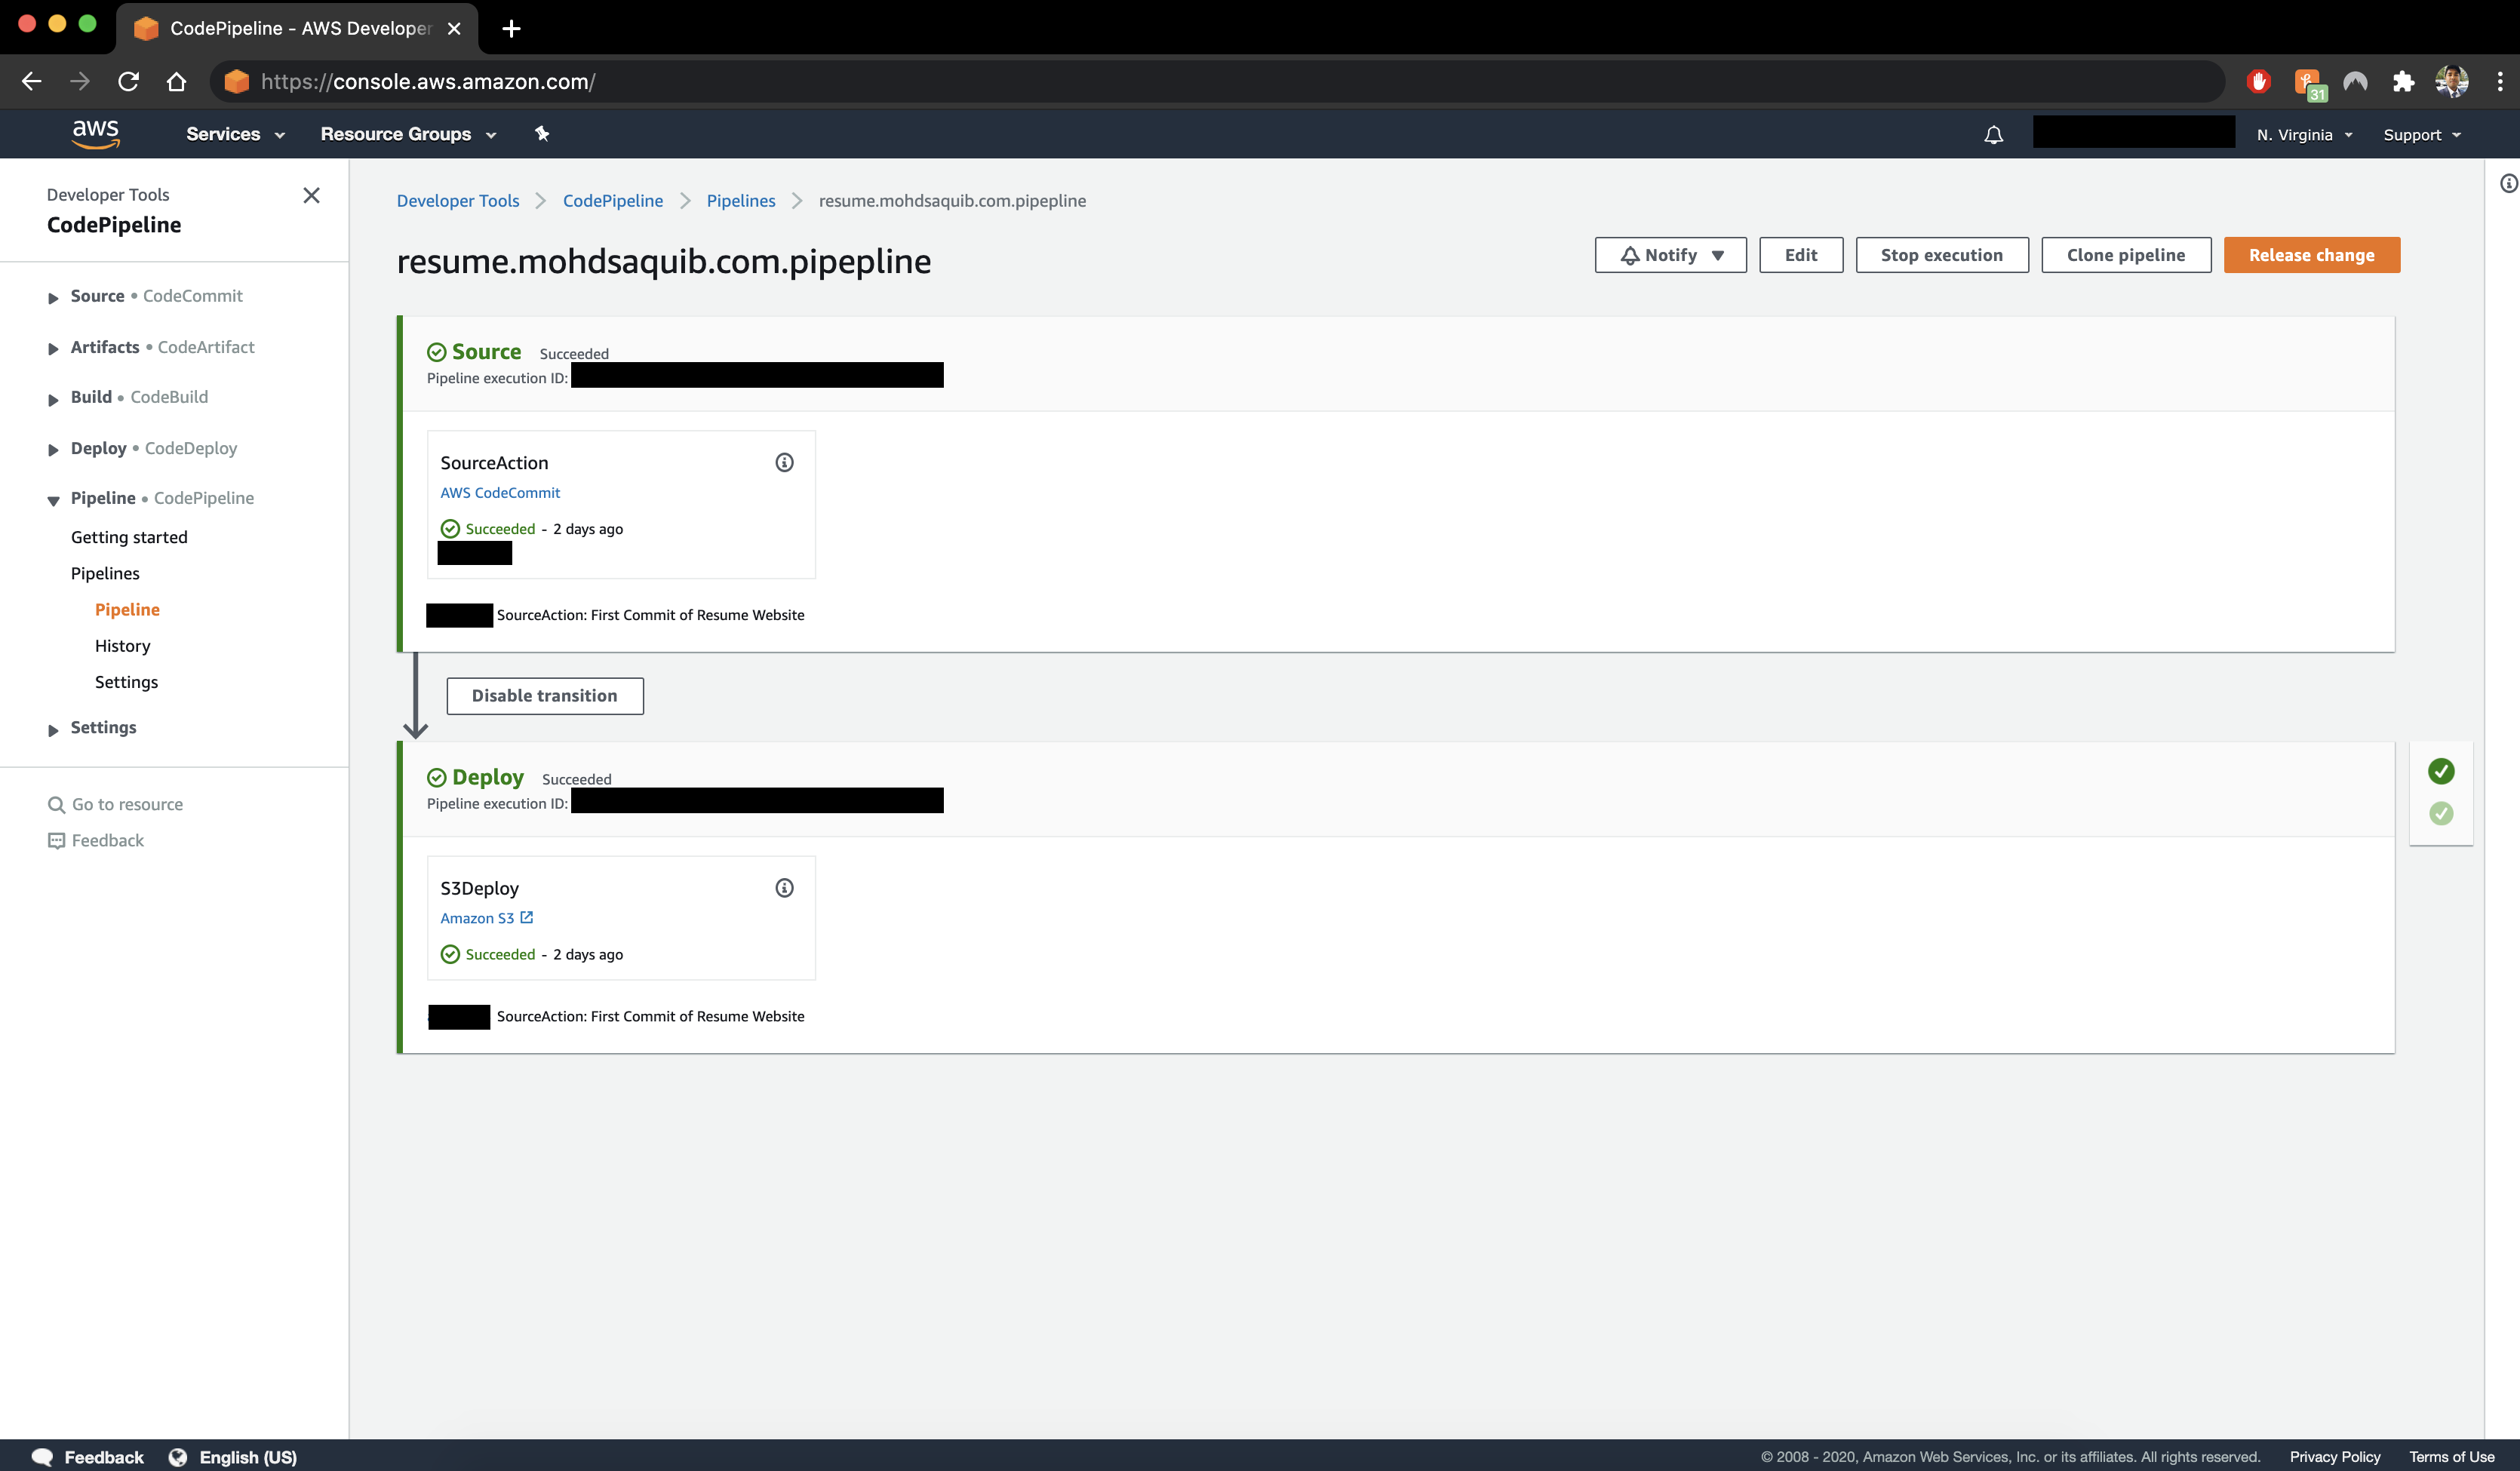 CodePipeline - AWS Developer
https://console.aws.amazon.com/
31
aws
Services
Resource Groups
N. Virginia
Support
Developer Tools
CodePipeline
Source • CodeCommit
Artifacts • CodeArtifact
Build • CodeBuild
Deploy • CodeDeploy
Pipeline • CodePipeline
Getting started
Pipelines
Pipeline
History
Settings
Settings
Go to resource
Feedback
Developer Tools > CodePipeline > Pipelines > resume.mohdsaquib.com.pipepline
resume.mohdsaquib.com.pipepline
Notify
Edit
Stop execution
Clone pipeline
Release change
Source Succeeded
Pipeline execution ID:
SourceAction
AWS CodeCommit
Succeeded - 2 days ago
SourceAction: First Commit of Resume Website
Disable transition
Deploy Succeeded
Pipeline execution ID:
S3Deploy
Amazon S3
Succeeded - 2 days ago
SourceAction: First Commit of Resume Website
Feedback
English (US)
© 2008 - 2020, Amazon Web Services, Inc. or its affiliates. All rights reserved.
Privacy Policy
Terms of Use